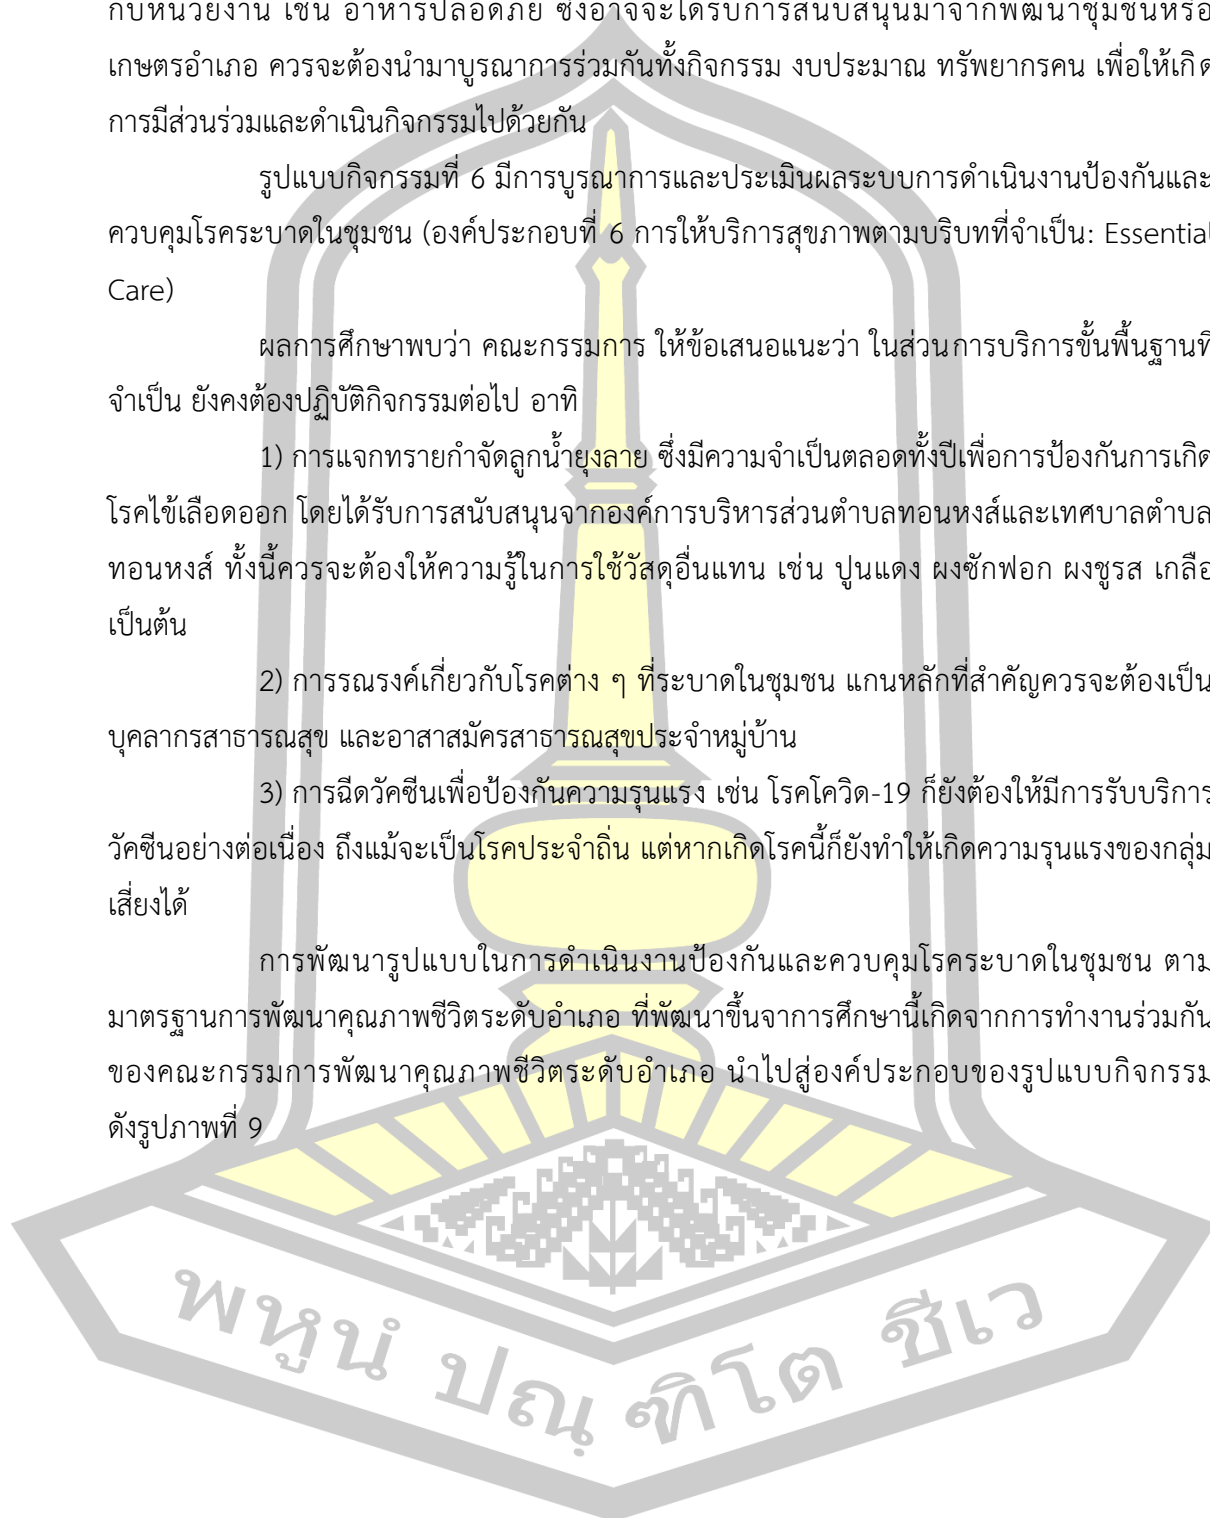 กับหน่วยงาน เช่น อาหารปลอดภัย ซึ่งอาจจะได้รับการสนับสนุนมาจากพัฒนาชุมชนหรือ
เกษตรอำเภอ ควรจะต้องนำมาบูรณาการร่วมกันทั้งกิจกรรม งบประมาณ ทรัพยากรคน เพื่อให้เกิด
การมีส่วนร่วมและดำเนินกิจกรรมไปด้วยกัน
รูปแบบกิจกรรมที่ 6 มีการบูรณาการและประเมินผลระบบการดำเนินงานป้องกันและ
ควบคุมโรคระบาดในชุมชน (องค์ประกอบที่ 6 การให้บริการสุขภาพตามบริบทที่จำเป็น: Essential
Care)
ผลการศึกษาพบว่า คณะกรรมการ ให้ข้อเสนอแนะว่า ในส่วนการบริการขั้นพื้นฐานที่
จำเป็น ยังคงต้องปฏิบัติกิจกรรมต่อไป อาทิ
1) การแจกทรายกำจัดลูกน้ำยุงลาย ซึ่งมีความจำเป็นตลอดทั้งปีเพื่อการป้องกันการเกิด
โรคไข้เลือดออก โดยได้รับการสนับสนุนจากองค์การบริหารส่วนตำบลทอนหงส์และเทศบาลตำบล
ทอนหงส์ ทั้งนี้ควรจะต้องให้ความรู้ในการใช้วัสดุอื่นแทน เช่น ปูนแดง ผงซักฟอก ผงชูรส เกลือ
เป็นต้น
2) การรณรงค์เกี่ยวกับโรคต่าง ๆ ที่ระบาดในชุมชน แกนหลักที่สำคัญควรจะต้องเป็น
บุคลากรสาธารณสุข และอาสาสมัครสาธารณสุขประจำหมู่บ้าน
3) การฉีดวัคซีนเพื่อป้องกันความรุนแรง เช่น โรคโควิด-19 ก็ยังต้องให้มีการรับบริการ
วัคซีนอย่างต่อเนื่อง ถึงแม้จะเป็นโรคประจำถิ่น แต่หากเกิดโรคนี้ก็ยังทำให้เกิดความรุนแรงของกลุ่ม
เสี่ยงได้
การพัฒนารูปแบบในการดำเนินงานป้องกันและควบคุมโรคระบาดในชุมชน ตาม
มาตรฐานการพัฒนาคุณภาพชีวิตระดับอำเภอ ที่พัฒนาขึ้นจาการศึกษานี้เกิดจากการทำงานร่วมกัน
ของคณะกรรมการพัฒนาคุณภาพชีวิตระดับอำเภอ นำไปสู่องค์ประกอบของรูปแบบกิจกรรม
ดังรูปภาพที่ 9
พหูนํ ปณฺฑิโต ชีเว